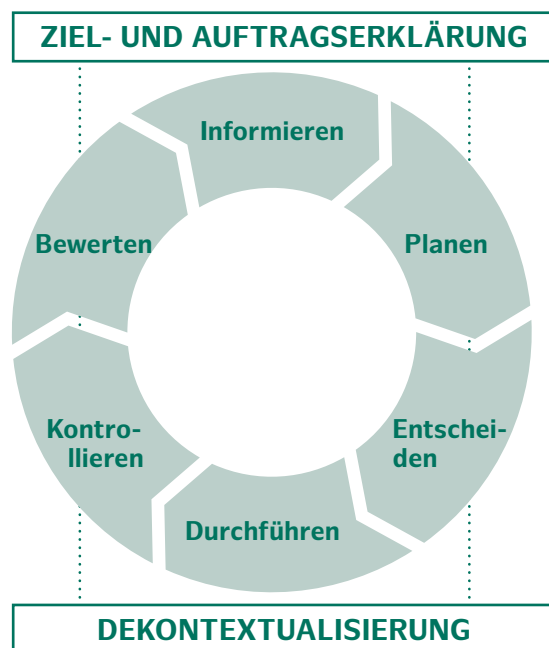 ZIEL- UND AUFTRAGSERKLÄRUNG
Informieren
Bewerten
Planen
Kontro-
llieren
Entschei-
den
Durchführen
DEKONTEXTUALISIERUNG